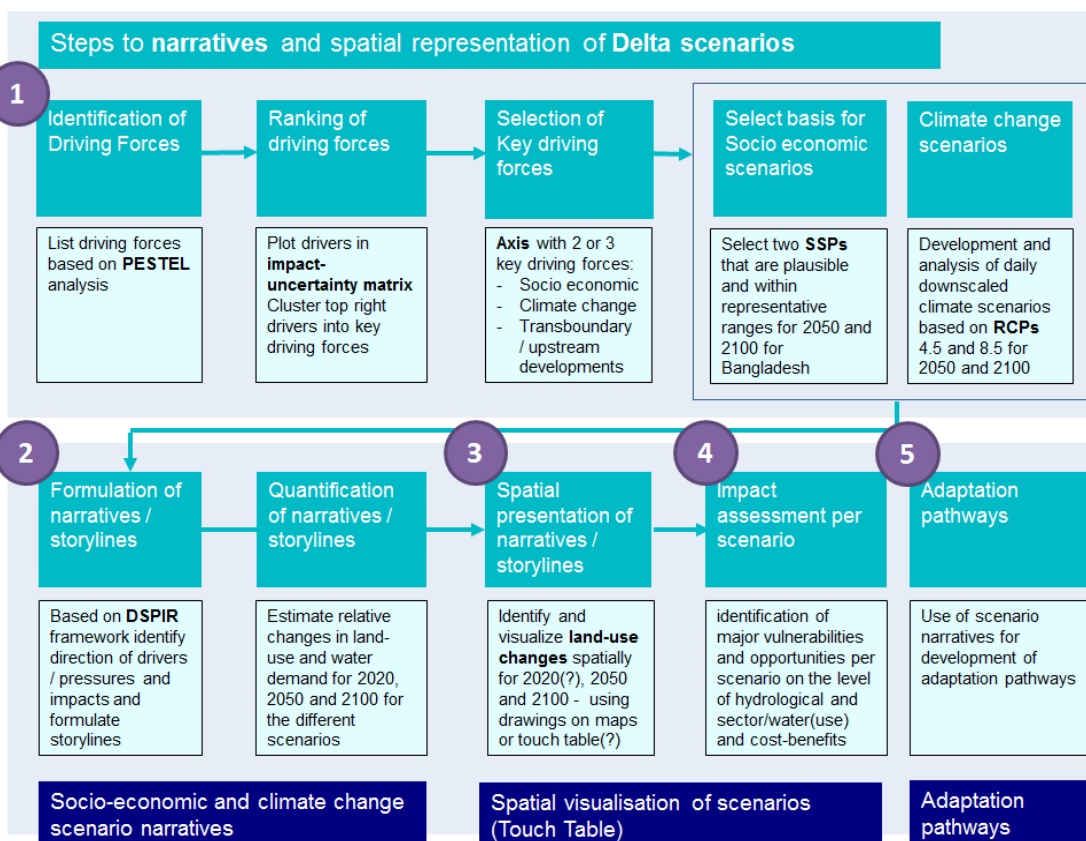 Steps to narratives and spatial representation of Delta scenarios
1
Identification of
Driving Forces
Ranking of
driving forces
Selection of
Key driving
forces
Select basis for
Socio economic
scenarios
Climate change
scenarios
List driving forces
based on PESTEL
analysis
Plot drivers in
impact-
uncertainty matrix
Cluster top right
drivers into key
driving forces
Axis with 2 or 3
key driving forces:
- Socio economic
- Climate change
- Transboundary
/ upstream
developments
Select two SSPs
that are plausible
and within
representative
ranges for 2050 and
2100 for
Bangladesh
Development and
analysis of daily
downscaled
climate scenarios
based on RCPs
4.5 and 8.5 for
2050 and 2100
2
Formulation of
narratives /
storylines
Quantification
of narratives /
storylines
3
Spatial
presentation of
narratives /
storylines
4
Impact
assessment per
scenario
5
Adaptation
pathways
Based on DSPIR
framework identify
direction of drivers
/ pressures and
impacts and
formulate
storylines
Estimate relative
changes in land-
use and water
demand for 2020,
2050 and 2100 for
the different
scenarios
Identify and
visualize land-use
changes spatially
for 2020(?), 2050
and 2100 - using
drawings on maps
or touch table(?)
identification of
major vulnerabilities
and opportunities per
scenario on the level
of hydrological and
sector/water(use)
and cost-benefits
Use of scenario
narratives for
development of
adaptation pathways
Socio-economic and climate change
scenario narratives
Spatial visualisation of scenarios
(Touch Table)
Adaptation
pathways